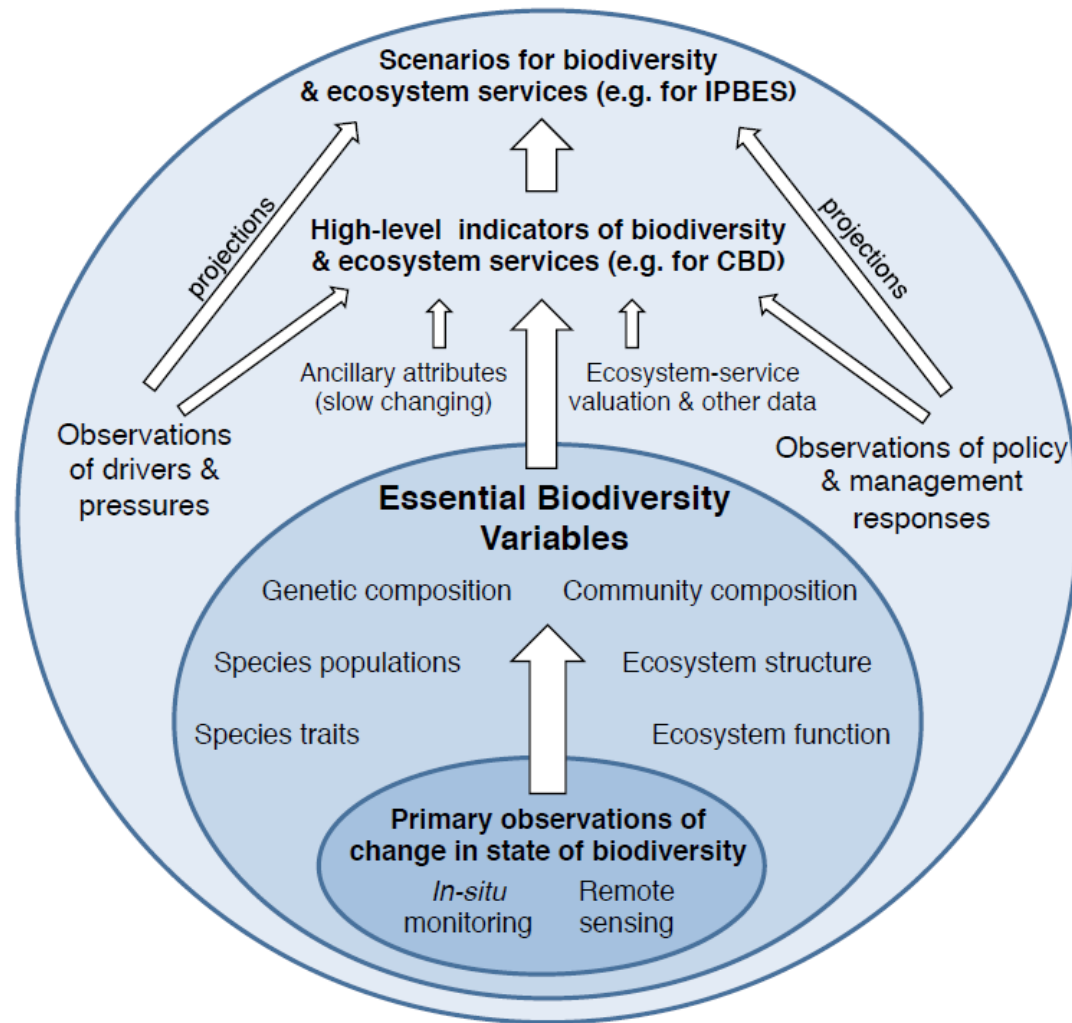 Scenarios for biodiversity
& ecosystem services (e.g. for IPBES)
projections
projections
High-level indicators of biodiversity
& ecosystem services (e.g. for CBD)
Ancillary attributes
(slow changing)
Ecosystem-service
valuation & other data
Observations
of drivers &
pressures
Observations of policy
& management
responses
Essential Biodiversity
Variables
Genetic composition
Community composition
Species populations
Ecosystem structure
Species traits
Ecosystem function
Primary observations of
change in state of biodiversity
In-situ
monitoring
Remote
sensing